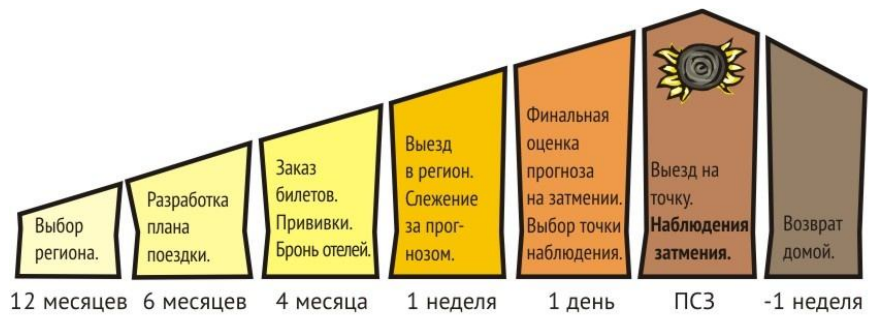 Выбор
региона.
Разработка
плана
поездки.
Заказ
билетов.
Прививки.
Бронь отелей.
Выезд
в регион.
Слежение
за прог-
нозом.
Финальная
оценка
прогноза
на затмении.
Выбор точки
наблюдения.
Выезд на
точку.
Наблюдения
затмения.
Возврат
домой.
12 месяцев 6 месяцев 4 месяца 1 неделя 1 день ПСЗ -1 неделя